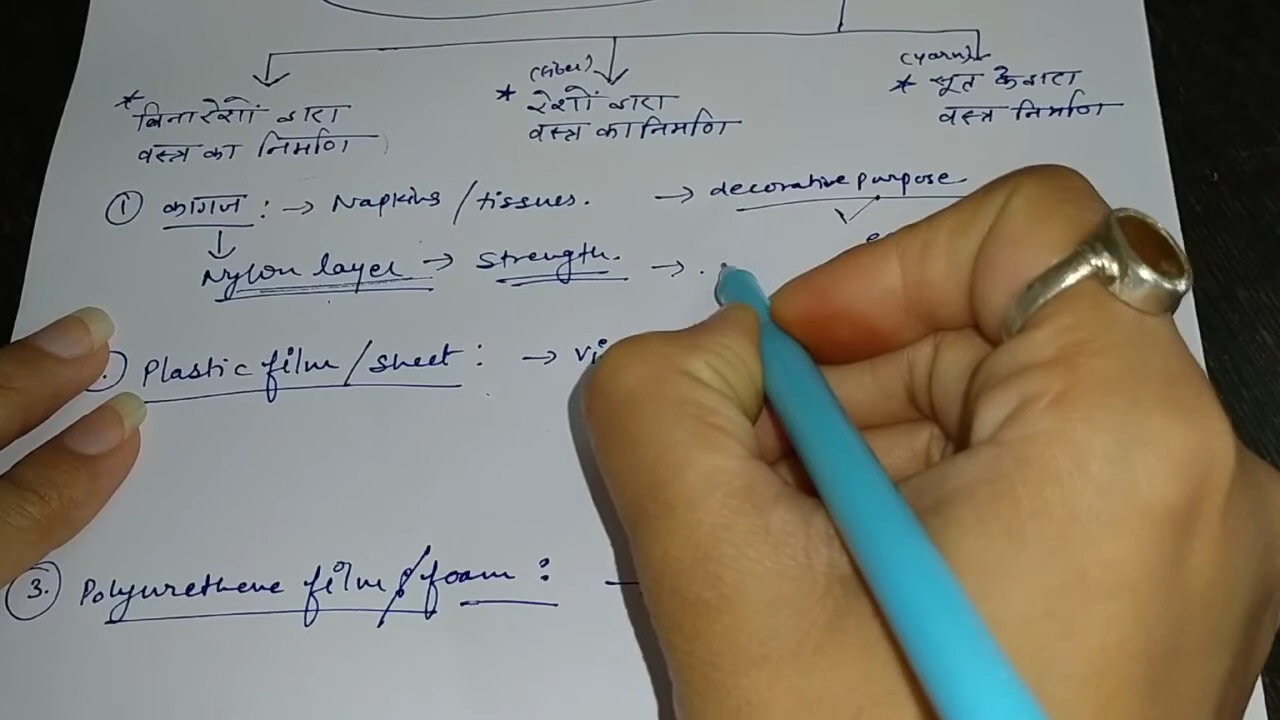 * बिना रेशों द्वारा
वस्त्र का निर्माण
(fiber)
* रेशों द्वारा
वस्त्र का निर्माण
(Yarn)
* सूत के द्वारा
वस्त्र निर्माण
① कागज : → Napkins / tissues. → decorative purpose
↓ Nylon layer → strength. →
Plastic film / sheet : →
③. Polyurethene film / foam :